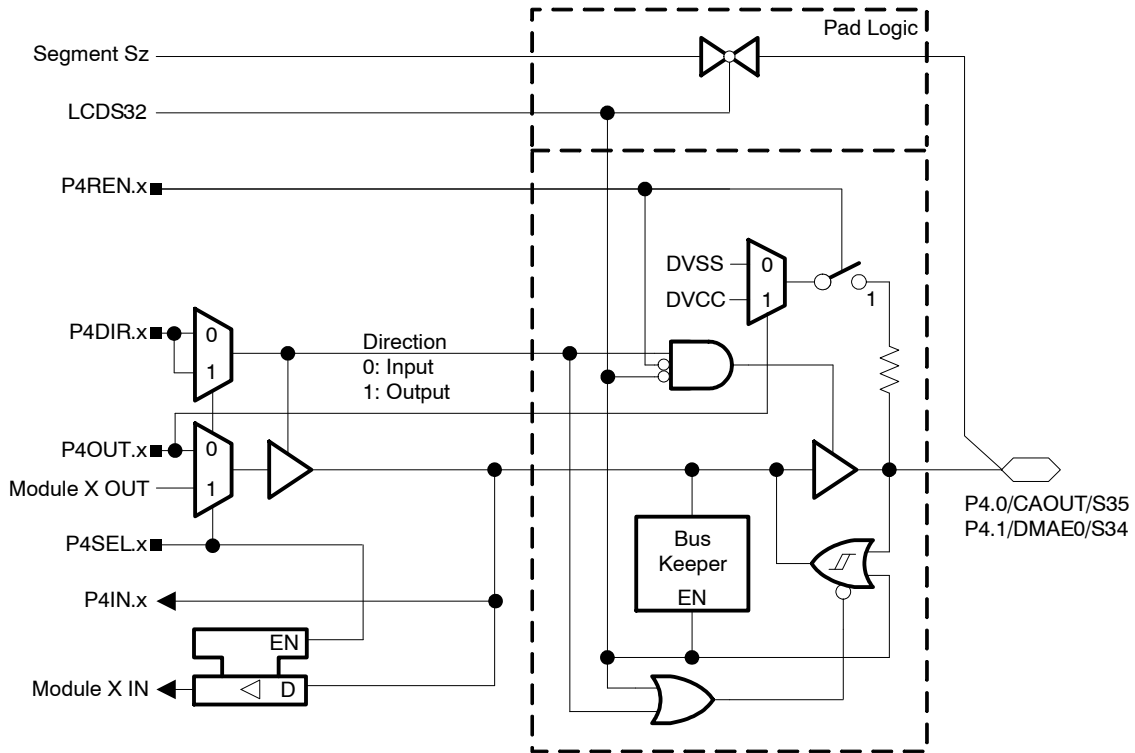 Pad Logic
Segment Sz
LCDS32
P4REN.x
DVSS
0
DVCC
1
1
P4DIR.x
0
1
Direction
0: Input
1: Output
P4OUT.x
0
Module X OUT
1
P4SEL.x
P4.0/CAOUT/S35
P4.1/DMAE0/S34
Bus
Keeper
EN
P4IN.x
EN
Module X IN
D